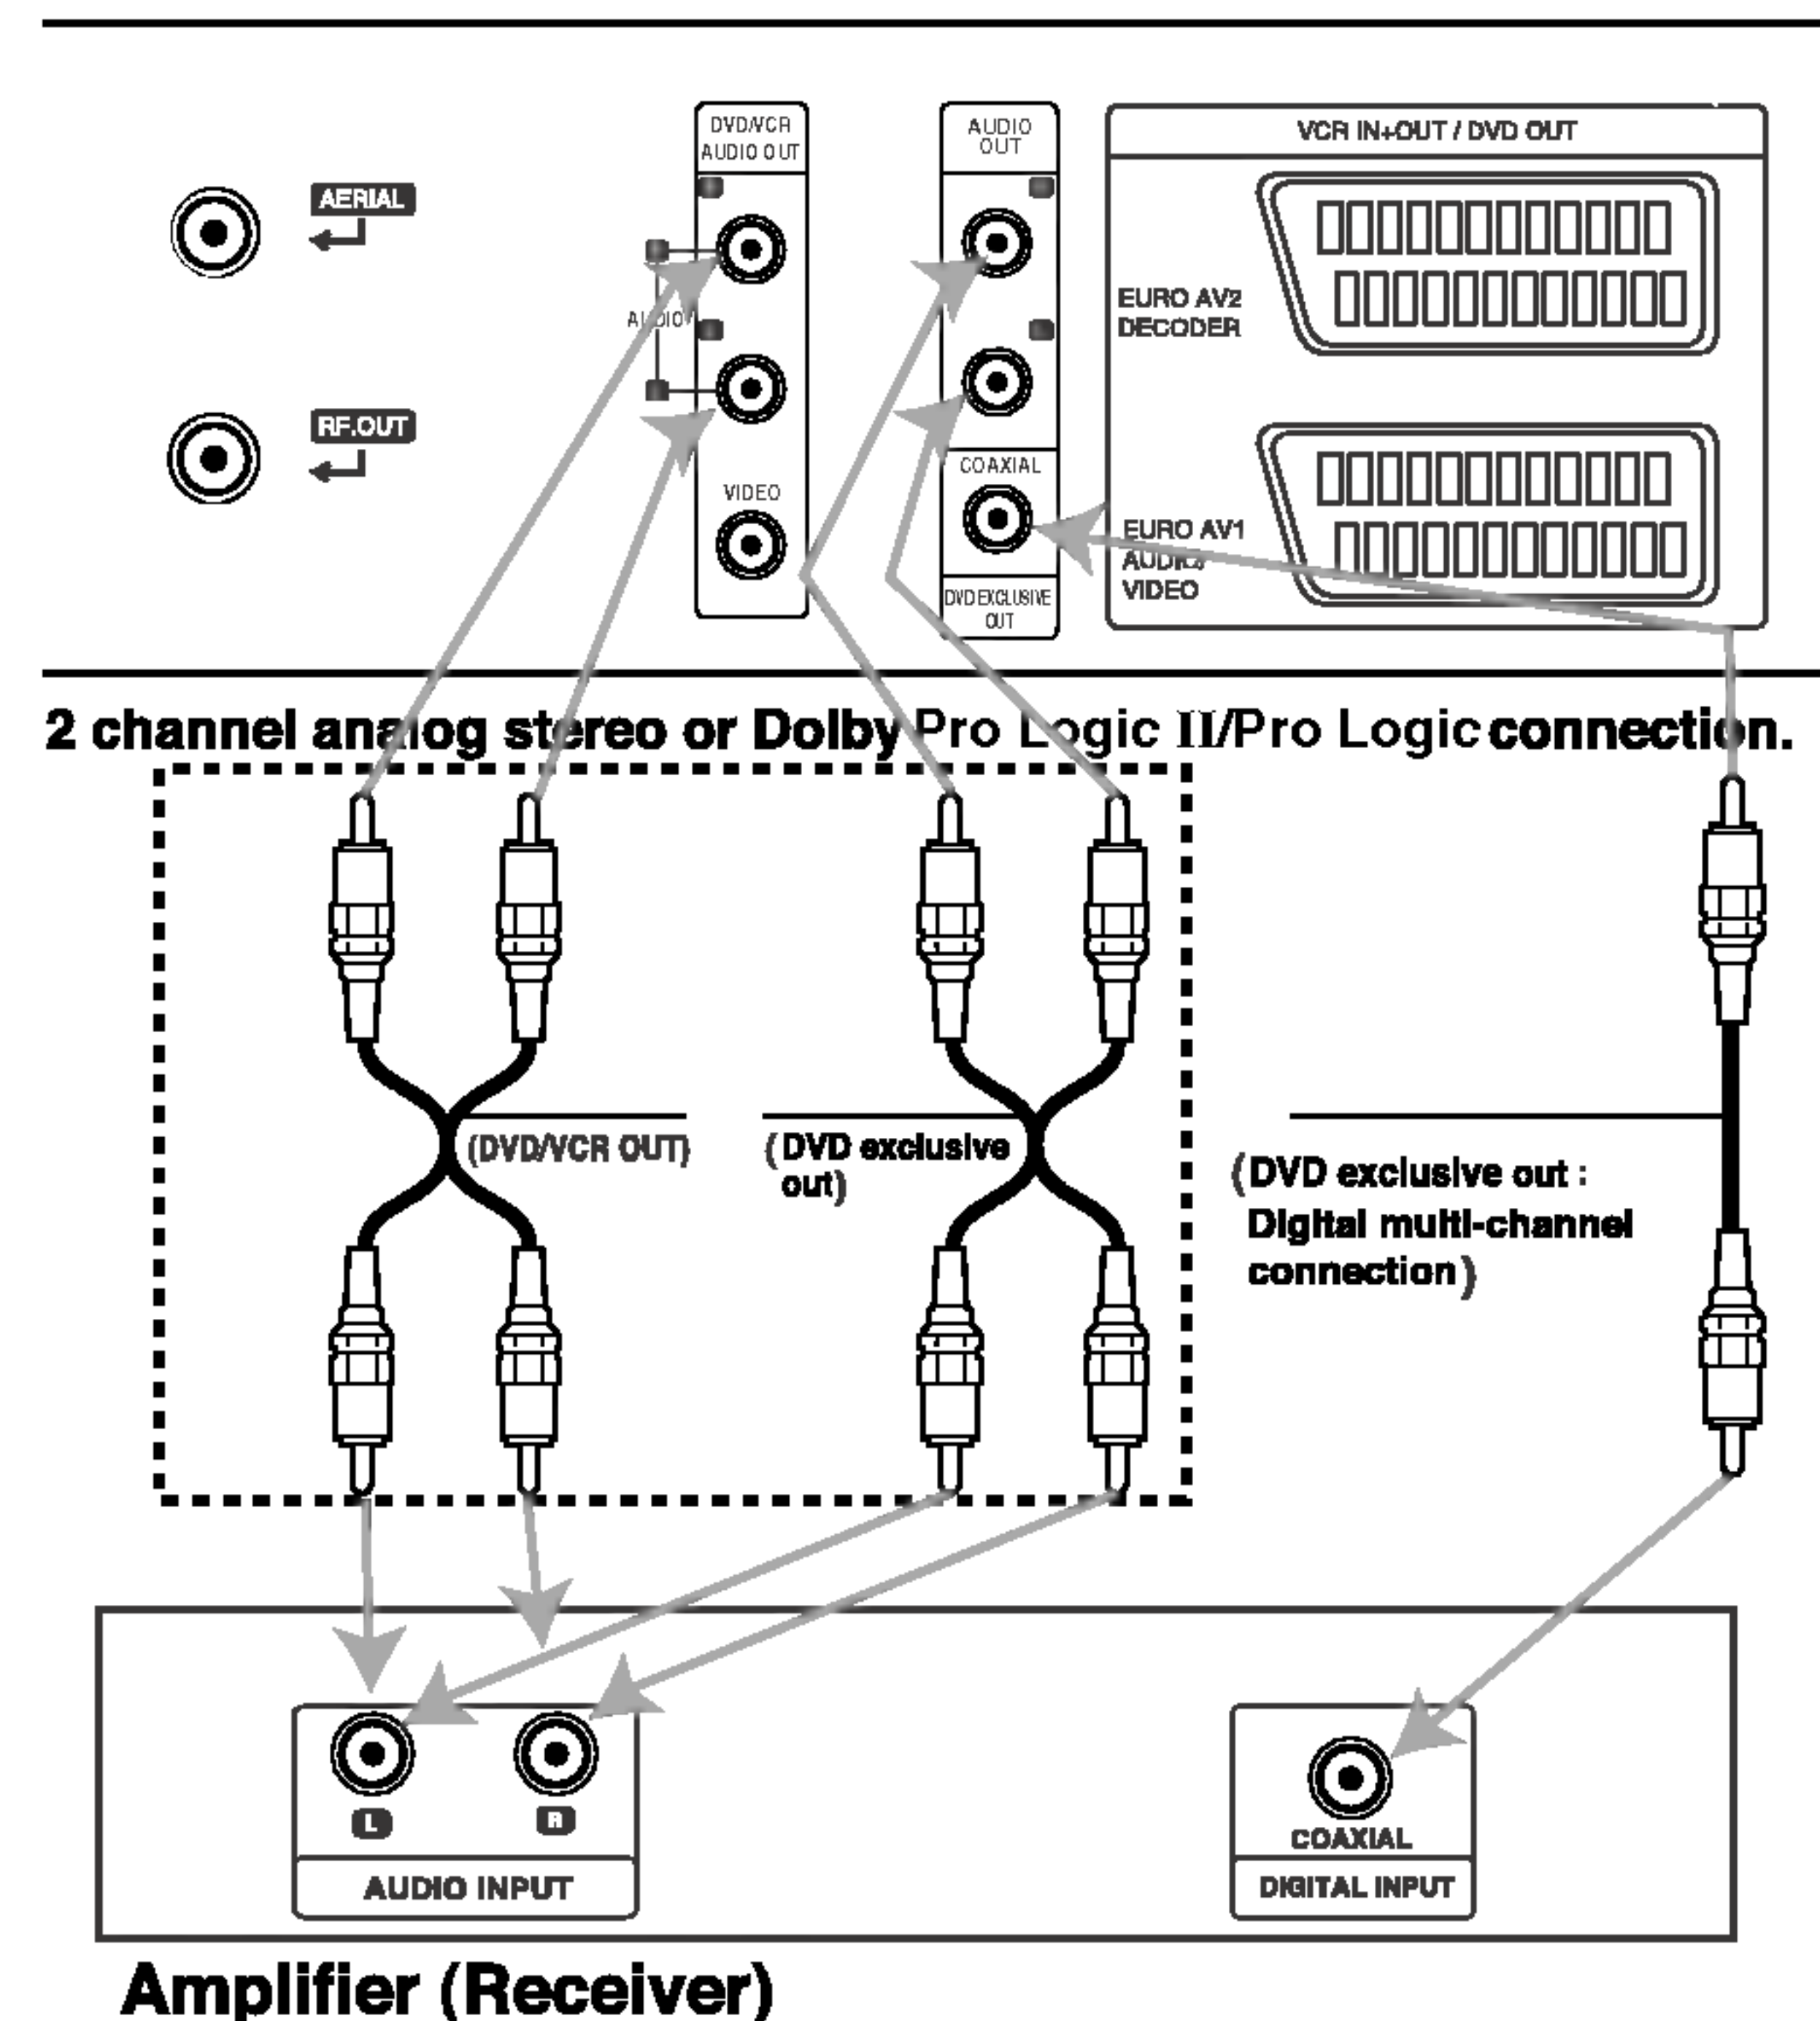 DVD/VCR
AUDIO OUT
AUDIO
OUT
VCR IN+OUT / DVD OUT
AERIAL
EURO AV2
DECODER
AUDIO
RF.OUT
COAXIAL
VIDEO
EURO AV1
AUDIO
VIDEO
DVD EXCLUSIVE
OUT
2 channel analog stereo or Dolby Pro Logic II/Pro Logic connection.
(DVD/VCR OUT)
(DVD exclusive
out)
(DVD exclusive out :
Digital multi-channel
connection)
L
R
COAXIAL
AUDIO INPUT
DIGITAL INPUT
Amplifier (Receiver)